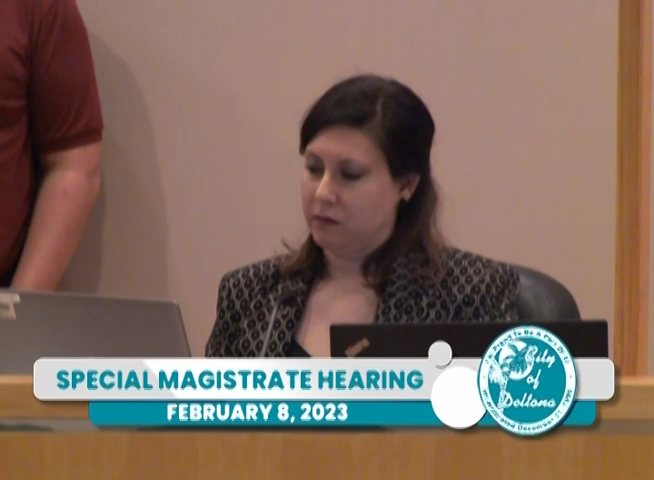 SPECIAL MAGISTRATE HEARING
FEBRUARY 8, 2023
City
of
Deltona